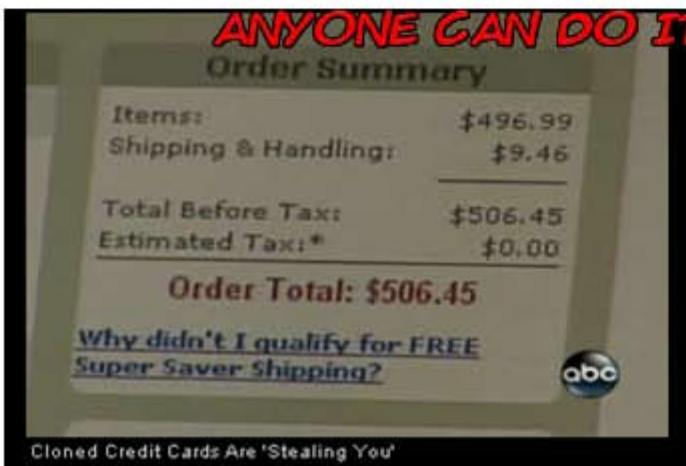 ANYONE CAN DO IT
Order Summary
Items: $496.99
Shipping & Handling: $9.46
Total Before Tax: $506.45
Estimated Tax:* $0.00
Order Total: $506.45
Why didn't I qualify for FREE
Super Saver Shipping?
abc
Cloned Credit Cards Are 'Stealing You'